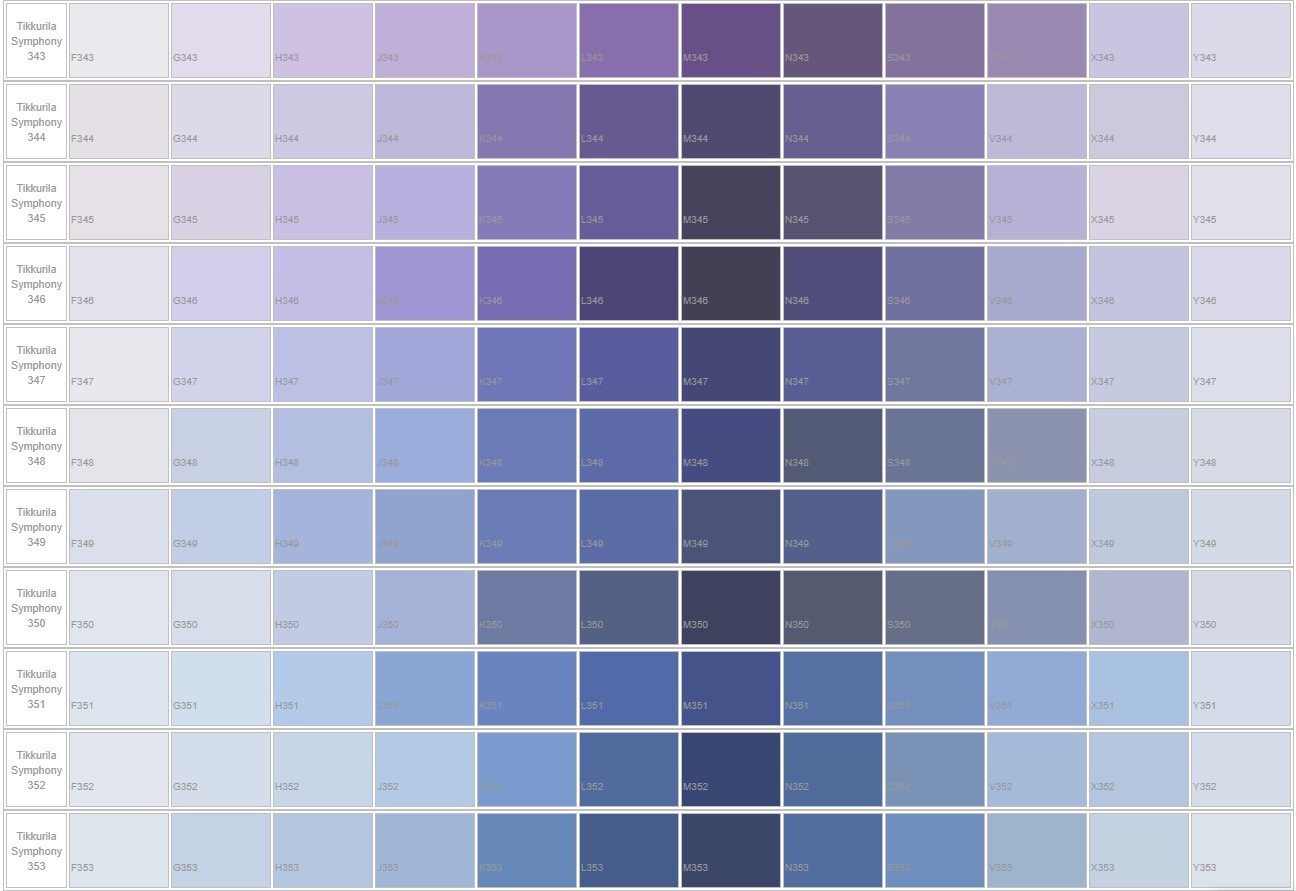 Tikkurila
Symphony
343
F343 G343 H343 J343 K343 L343 M343 N343 S343 X343 Y343
Tikkurila
Symphony
344
F344 G344 H344 J344 K344 L344 M344 N344 S344 V344 X344 Y344
Tikkurila
Symphony
345
F345 G345 H345 J345 K345 L345 M345 N345 S345 V345 X345 Y345
Tikkurila
Symphony
346
F346 G346 H346 J346 K346 L346 M346 N346 S346 V346 X346 Y346
Tikkurila
Symphony
347
F347 G347 H347 J347 K347 L347 M347 N347 S347 V347 X347 Y347
Tikkurila
Symphony
348
F348 G348 H348 J348 K348 L348 M348 N348 S348 X348 Y348
Tikkurila
Symphony
349
F349 G349 H349 J349 K349 L349 M349 N349 V349 X349 Y349
Tikkurila
Symphony
350
F350 G350 H350 J350 K350 L350 M350 N350 S350 X350 Y350
Tikkurila
Symphony
351
F351 G351 H351 J351 K351 L351 M351 N351 S351 V351 X351 Y351
Tikkurila
Symphony
352
F352 G352 H352 J352 L352 M352 N352 S352 V352 X352 Y352
Tikkurila
Symphony
353
F353 G353 H353 J353 K353 L353 M353 N353 S353 V353 X353 Y353